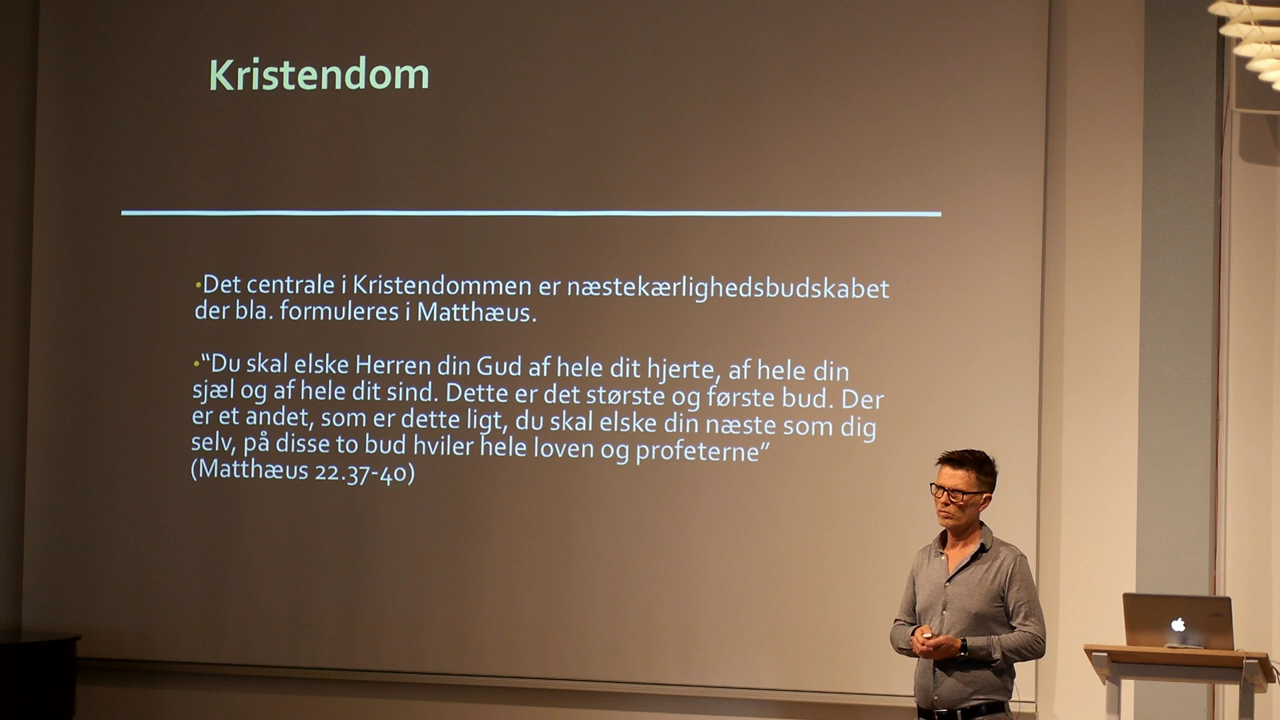 Kristendom
•Det centrale i Kristendommen er næstekærlighedsbudskabet
der bla. formuleres i Matthæus.
•“Du skal elske Herren din Gud af hele dit hjerte, af hele din
sjæl og af hele dit sind. Dette er det største og første bud. Der
er et andet, som er dette ligt, du skal elske din næste som dig
selv, på disse to bud hviler hele loven og profeterne”
(Matthæus 22.37-40)